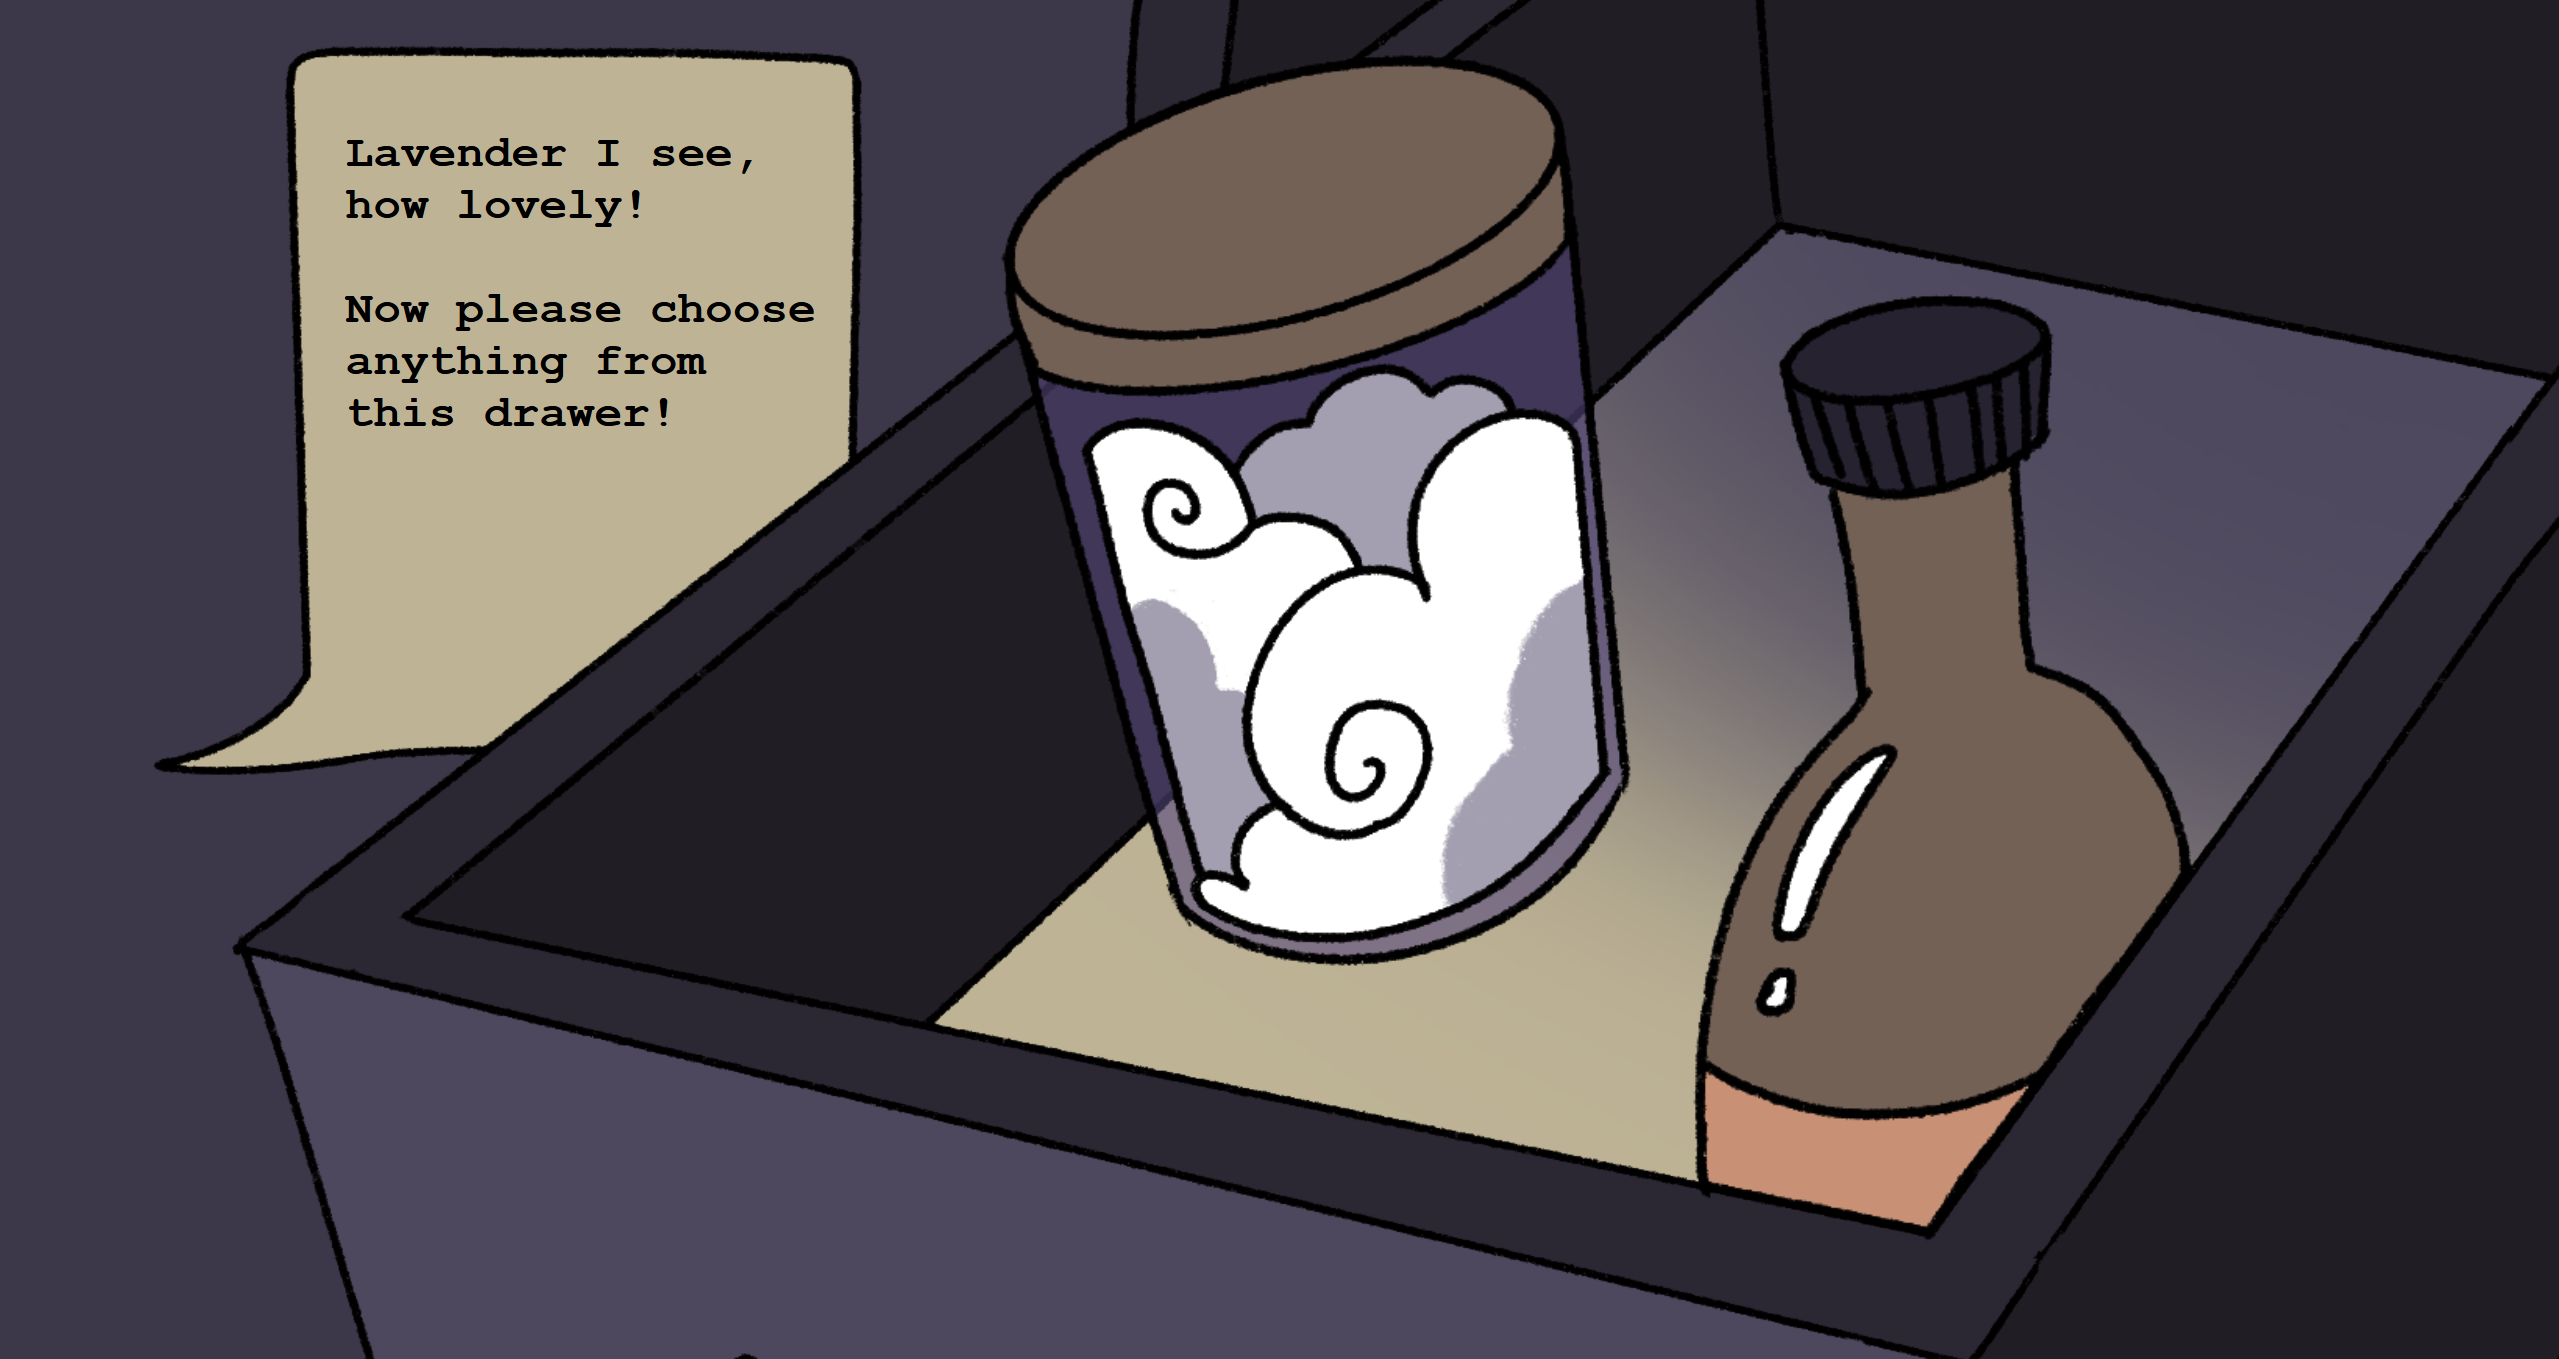 Lavender I see,
how lovely!
Now please choose
anything from
this drawer!